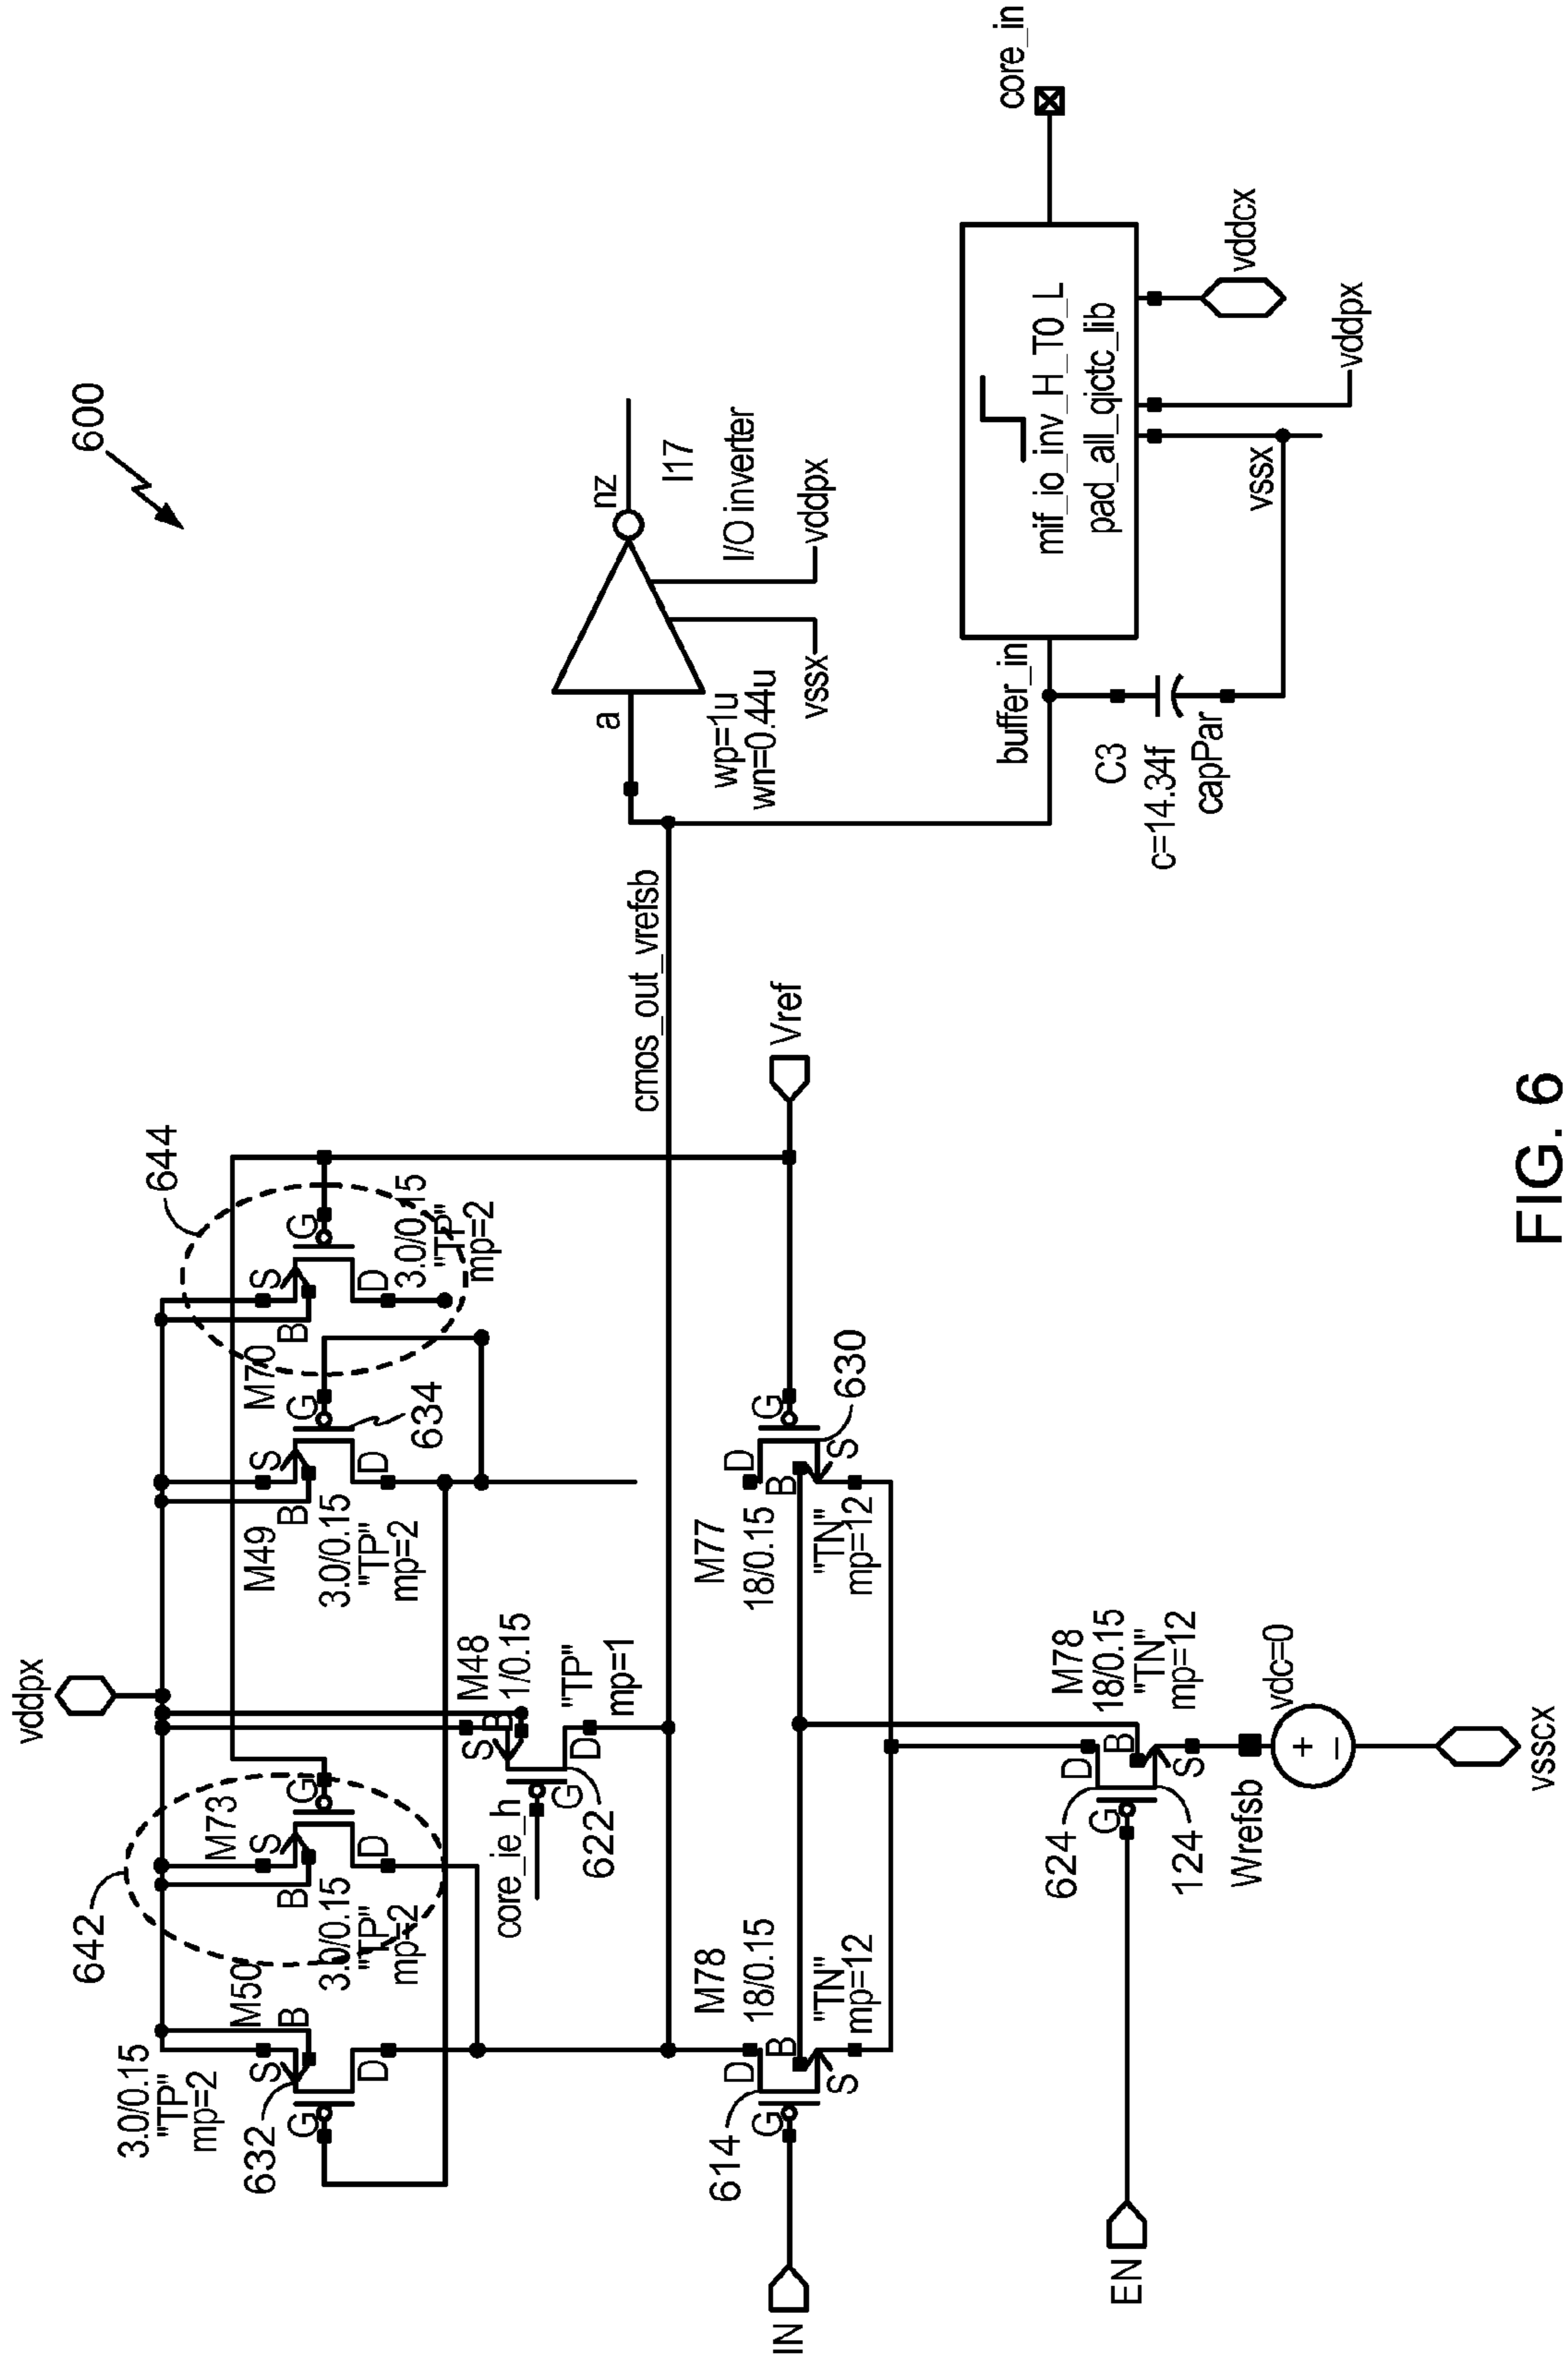 600
vddpx
642
644
3.0/0.15
"TP"
mp=2
M50
S
B
G
D
632
M73
S
B
G
D
3.0/0.15
"TP"
mp=2
M48
1/0.15
"TP"
mp=1
S
B
G
D
core_ie_h
622
M49
3.0/0.15
"TP"
mp=2
S
B
G
D
634
M70
S
B
G
D
3.0/0.15
"TP"
mp=2
cmos_out_vrefsb
a
nz
I17
I/O inverter
wp=1u
wn=0.44u
vssx
vddpx
IN
614
M78
18/0.15
"TN"
mp=12
G
D
B
S
M77
18/0.15
"TN"
mp=12
D
B
G
S
630
Vref
buffer_in
core_in
mif_io_inv_H_T0_L
pad_all_qictc_lib
C3
c=14.34f
capPar
vssx
vddpx
vddcx
EN
624
124
G
D
B
S
M78
18/0.15
"TN"
mp=12
Wrefsb
vdc=0
+
−
vsscx
FIG. 6